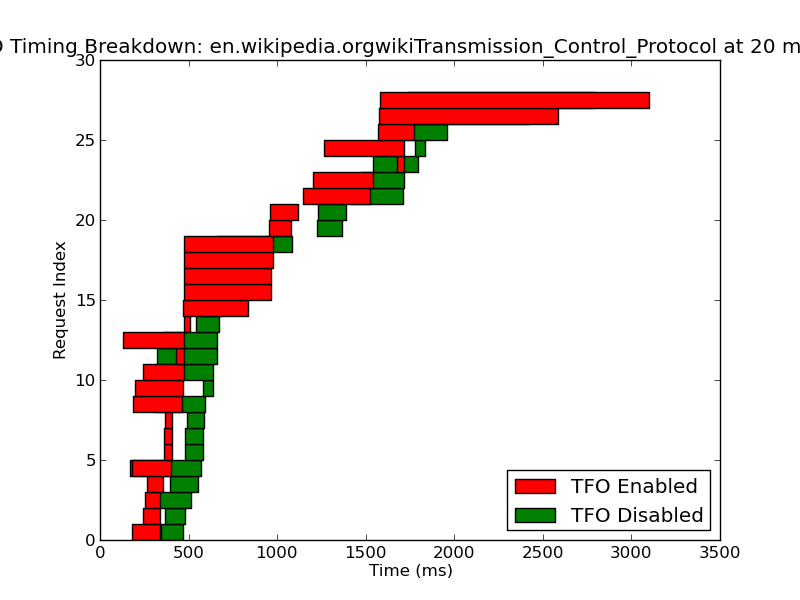 Timing Breakdown: en.wikipedia.orgwikiTransmission_Control_Protocol at 20 m
30
25
20
15
10
5
0
Request Index
0 500 1000 1500 2000 2500 3000 3500
Time (ms)
TFO Enabled
TFO Disabled